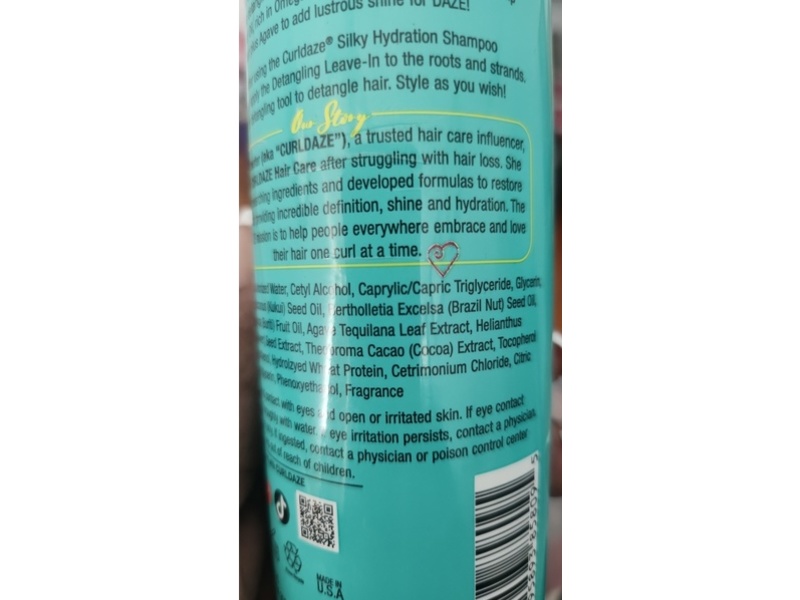 rich in Omega
Agave to add lustrous shine for DAZE!
using the Curldaze® Silky Hydration Shampoo
the Detangling Leave-In to the roots and strands.
tool to detangle hair. Style as you wish!
Our Story
(aka "CURLDAZE"), a trusted hair care influencer,
Hair Care after struggling with hair loss. She
ingredients and developed formulas to restore
incredible definition, shine and hydration. The
mission is to help people everywhere embrace and love
their hair one curl at a time.
Water, Cetyl Alcohol, Caprylic/Capric Triglyceride, Glycerin,
(Kukui) Seed Oil, Bertholletia Excelsa (Brazil Nut) Seed Oil,
Fruit Oil, Agave Tequilana Leaf Extract, Helianthus
Seed Extract, Theobroma Cacao (Cocoa) Extract, Tocopherol
Hydrolzyed Wheat Protein, Cetrimonium Chloride, Citric
Phenoxyethanol, Fragrance
contact with eyes and open or irritated skin. If eye contact
with water. If eye irritation persists, contact a physician.
If ingested, contact a physician or poison control center
out of reach of children.
CURLDAZE
MADE IN
U.S.A